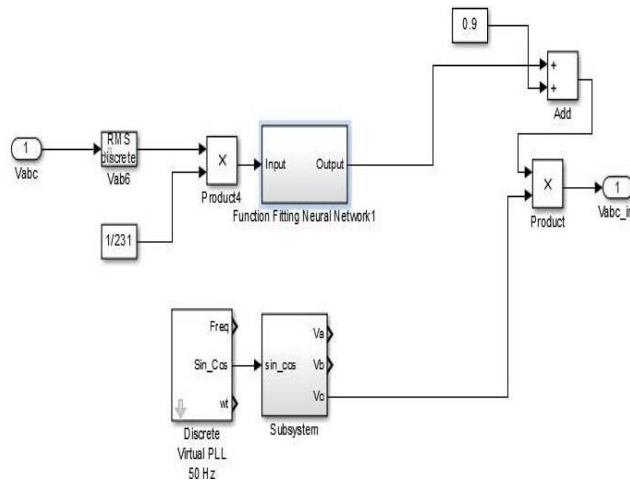 0.9
+
+
Add
1
Vabc
RMS
discrete
Vab6
X
Product4
Input
Output
Function Fitting Neural Network1
1/231
X
Product
1
Vabc_in
Freq
Sin_Cos
wt
Discrete
Virtual PLL
50 Hz
sin_cos
Va
Vb
Vc
Subsystem